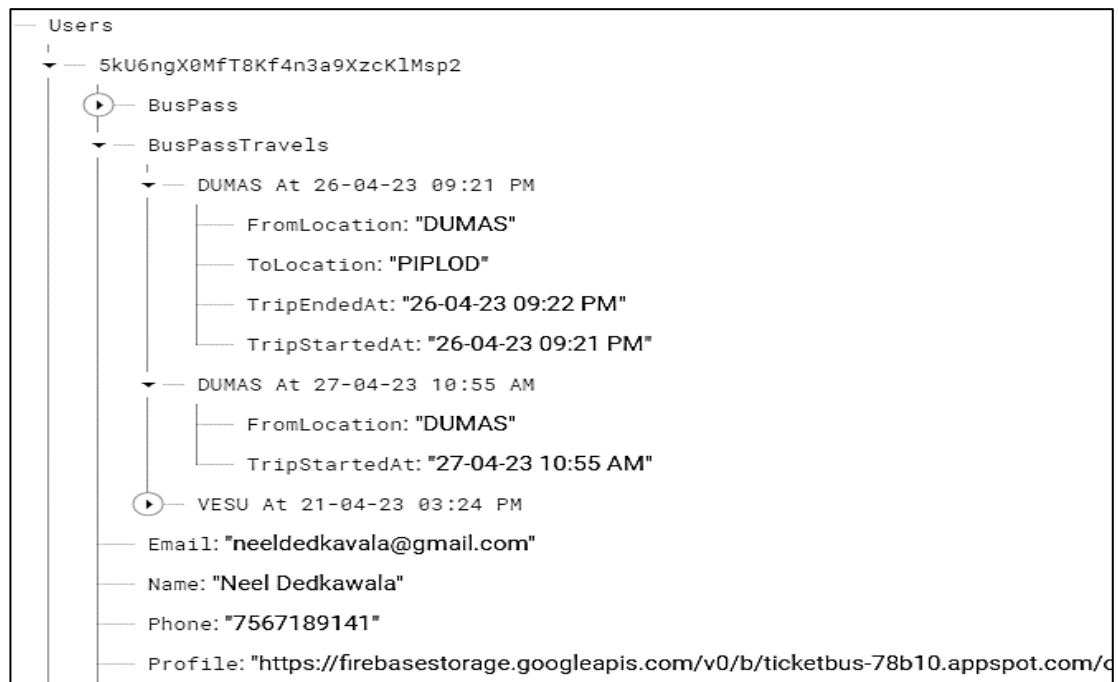 Users
5kU6ngX0MfT8Kf4n3a9XzcKlMsp2
BusPass
BusPassTravels
DUMAS At 26-04-23 09:21 PM
FromLocation: "DUMAS"
ToLocation: "PIPLOD"
TripEndedAt: "26-04-23 09:22 PM"
TripStartedAt: "26-04-23 09:21 PM"
DUMAS At 27-04-23 10:55 AM
FromLocation: "DUMAS"
TripStartedAt: "27-04-23 10:55 AM"
VESU At 21-04-23 03:24 PM
Email: "neeldedkavala@gmail.com"
Name: "Neel Dedkawala"
Phone: "7567189141"
Profile: "https://firebasestorage.googleapis.com/v0/b/ticketbus-78b10.appspot.com/